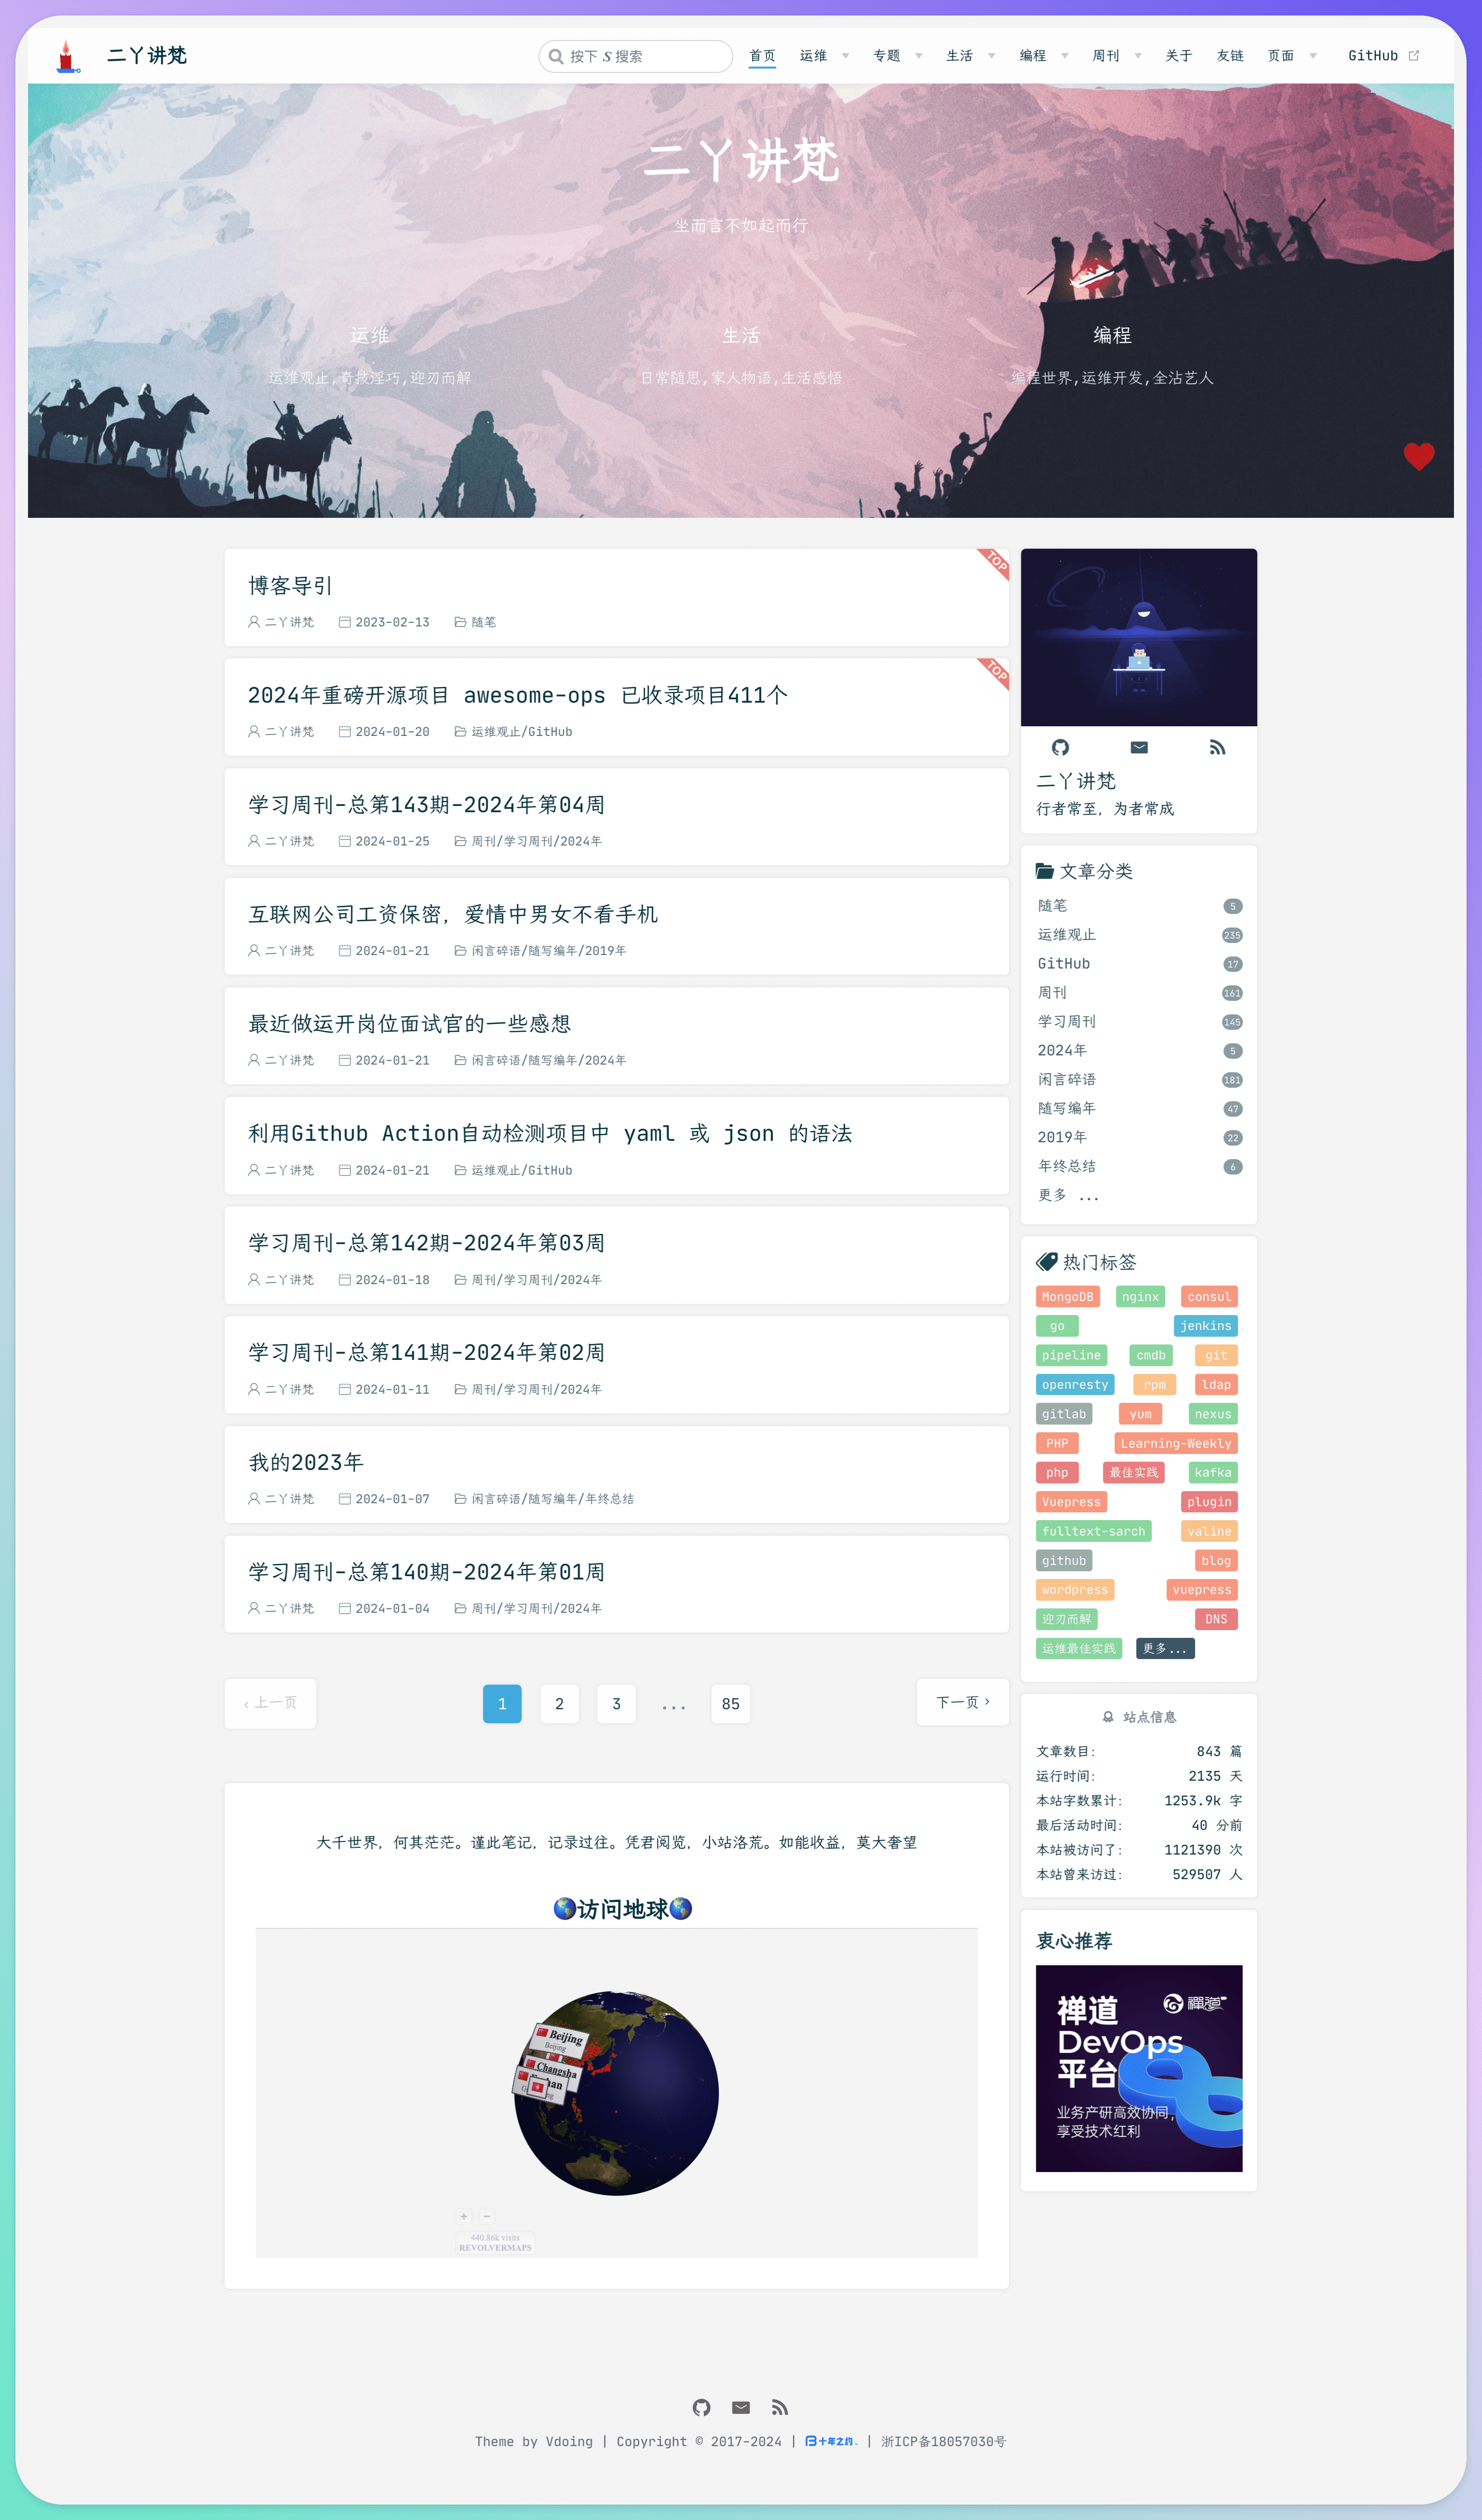 二丫讲梵
按下 S 搜索 首页 运维 专题 生活 编程 周刊 关于 友链 页面 GitHub
二丫讲梵
坐而言不如起而行
运维 生活 编程
运维观止,奇技淫巧,迎刃而解 日常随思,家人物语,生活感悟 编程世界,运维开发,全沾艺人
TOP
博客导引
二丫讲梵 2023-02-13 随笔
TOP
2024年重磅开源项目 awesome-ops 已收录项目411个
二丫讲梵 2024-01-20 运维观止/GitHub
学习周刊-总第143期-2024年第04周
二丫讲梵 2024-01-25 周刊/学习周刊/2024年
互联网公司工资保密，爱情中男女不看手机
二丫讲梵 2024-01-21 闲言碎语/随写编年/2019年
最近做运开岗位面试官的一些感想
二丫讲梵 2024-01-21 闲言碎语/随写编年/2024年
利用Github Action自动检测项目中 yaml 或 json 的语法
二丫讲梵 2024-01-21 运维观止/GitHub
学习周刊-总第142期-2024年第03周
二丫讲梵 2024-01-18 周刊/学习周刊/2024年
学习周刊-总第141期-2024年第02周
二丫讲梵 2024-01-11 周刊/学习周刊/2024年
我的2023年
二丫讲梵 2024-01-07 闲言碎语/随写编年/年终总结
学习周刊-总第140期-2024年第01周
二丫讲梵 2024-01-04 周刊/学习周刊/2024年
上一页 1 2 3 ... 85 下一页
大千世界，何其茫茫。谨此笔记，记录过往。凭君阅览，小站洛荒。如能收益，莫大奢望
🌎访问地球🌎
Beijing
Beijing
Changsha
+ −
440.86k visits
REVOLVERMAPS
二丫讲梵
行者常至，为者常成
文章分类
随笔 5
运维观止 235
GitHub 17
周刊 161
学习周刊 145
2024年 5
闲言碎语 181
随写编年 47
2019年 22
年终总结 6
更多 ...
热门标签
MongoDB nginx consul
go jenkins
pipeline cmdb git
openresty rpm ldap
gitlab yum nexus
PHP Learning-Weekly
php 最佳实践 kafka
Vuepress plugin
fulltext-sarch valine
github blog
wordpress vuepress
迎刃而解 DNS
运维最佳实践 更多...
站点信息
文章数目： 843 篇
运行时间： 2135 天
本站字数累计： 1253.9k 字
最后活动时间： 40 分前
本站被访问了： 1121390 次
本站曾来访过： 529507 人
衷心推荐
禅道
禅道
DevOps
平台
业务产研高效协同,
享受技术红利
Theme by Vdoing | Copyright © 2017-2024 | 十年之约 | 浙ICP备18057030号